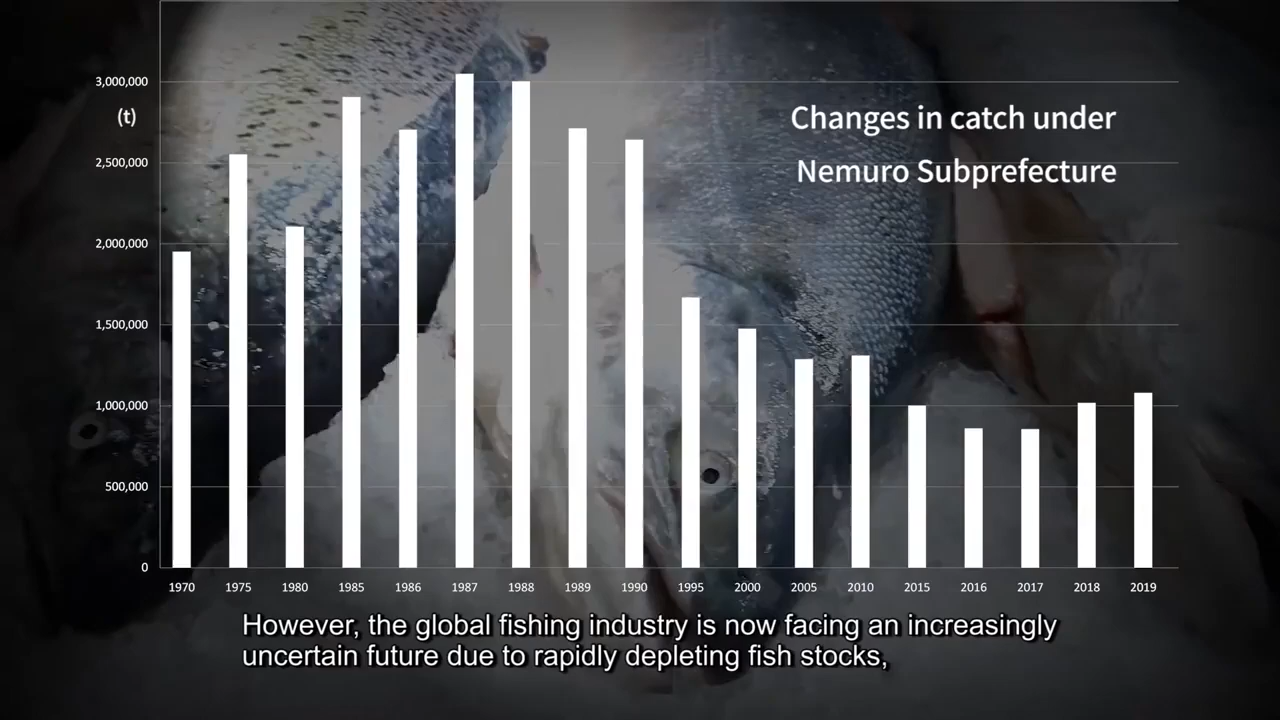 3,000,000
(t)
Changes in catch under
2,500,000
Nemuro Subprefecture
2,000,000
1,500,000
1,000,000
500,000
0
1970 1975 1980 1985 1986 1987 1988 1989 1990 1995 2000 2005 2010 2015 2016 2017 2018 2019
However, the global fishing industry is now facing an increasingly
uncertain future due to rapidly depleting fish stocks,